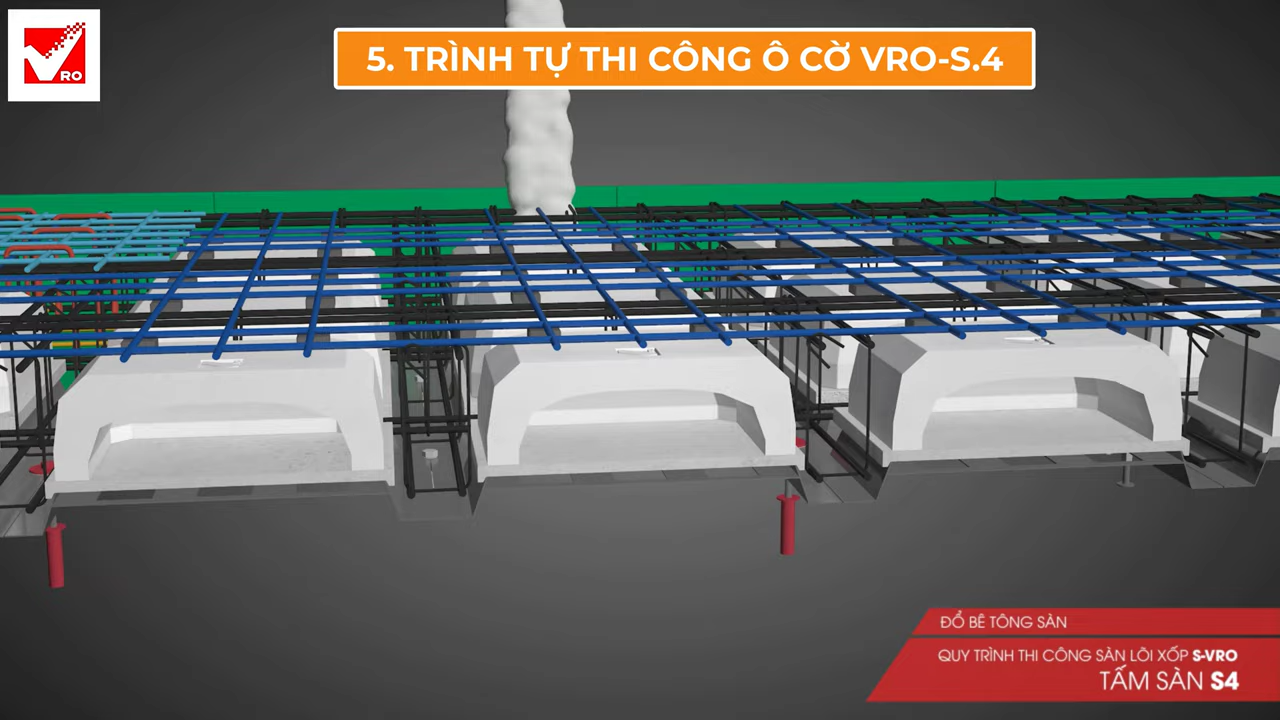 RO
5. TRÌNH TỰ THI CÔNG Ô CỜ VRO-S.4
ĐỔ BÊ TÔNG SÀN
QUY TRÌNH THI CÔNG SÀN LÕI XỐP S-VRO
TẤM SÀN S4